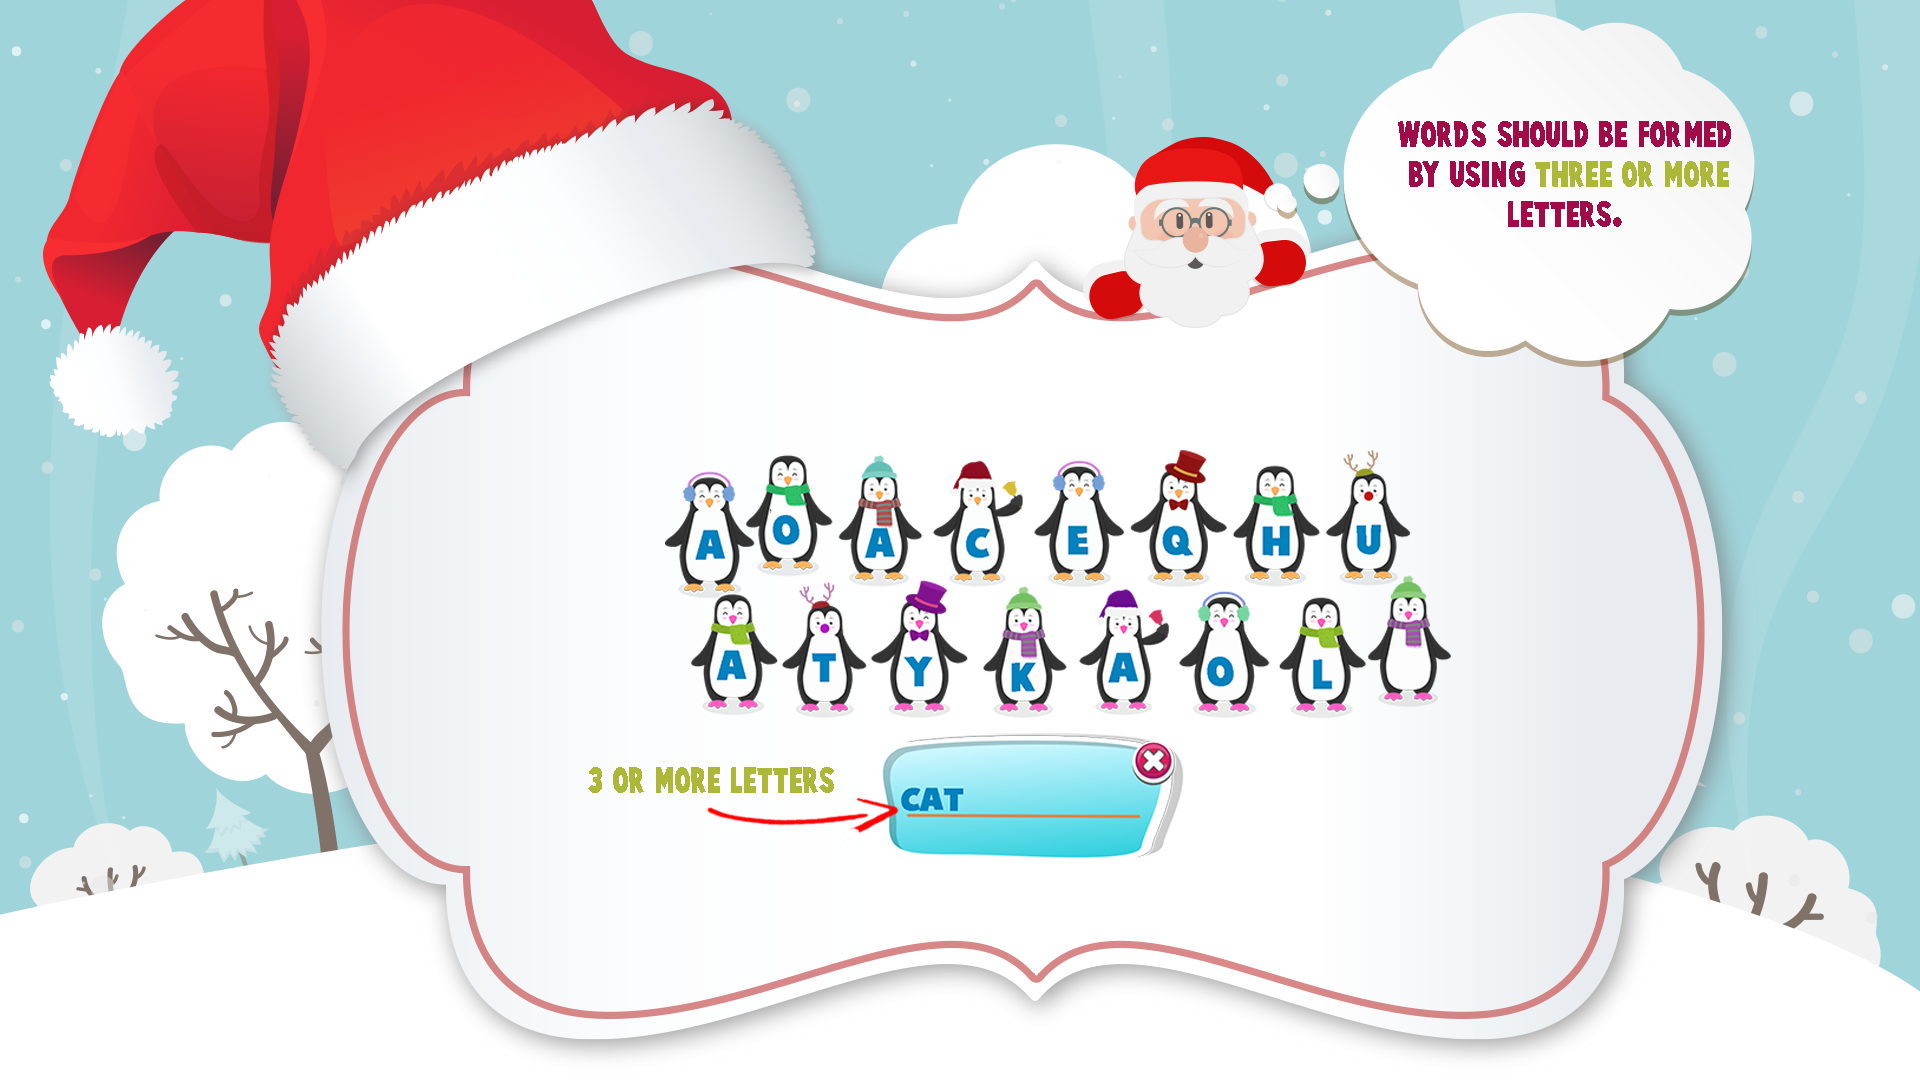 WORDS SHOULD BE FORMED
BY USING THREE OR MORE
LETTERS.
A O A C E Q H U
A T Y K A O L
3 OR MORE LETTERS
CAT